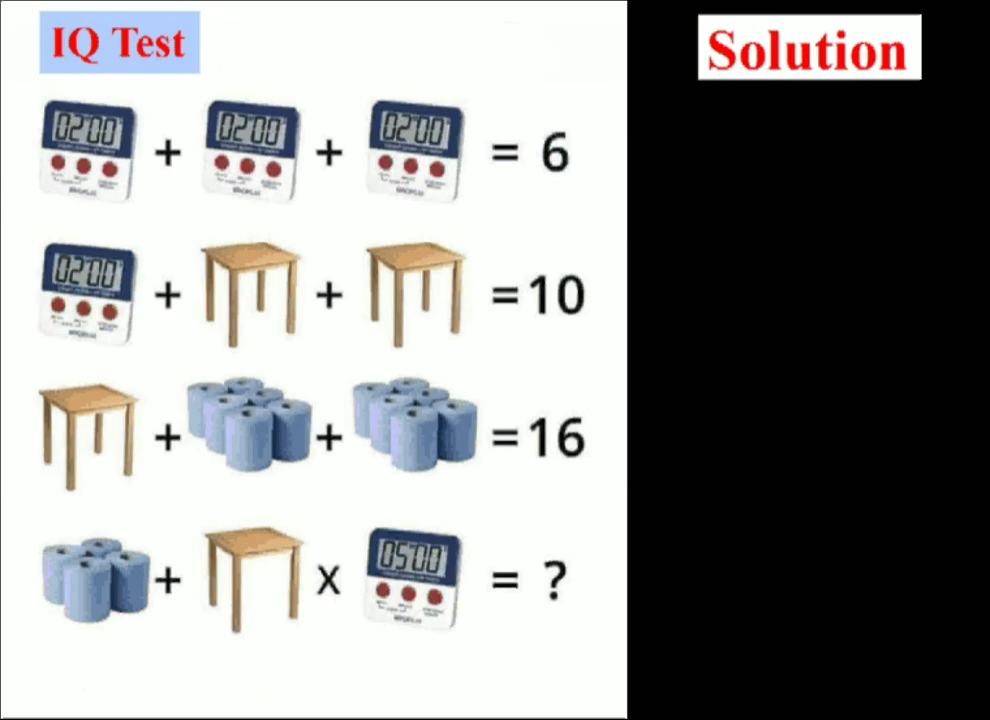 IQ Test
Solution
02'00" + 02'00" + 02'00" = 6
02'00" + + = 10
+ + = 16
+ x 05'00" = ?